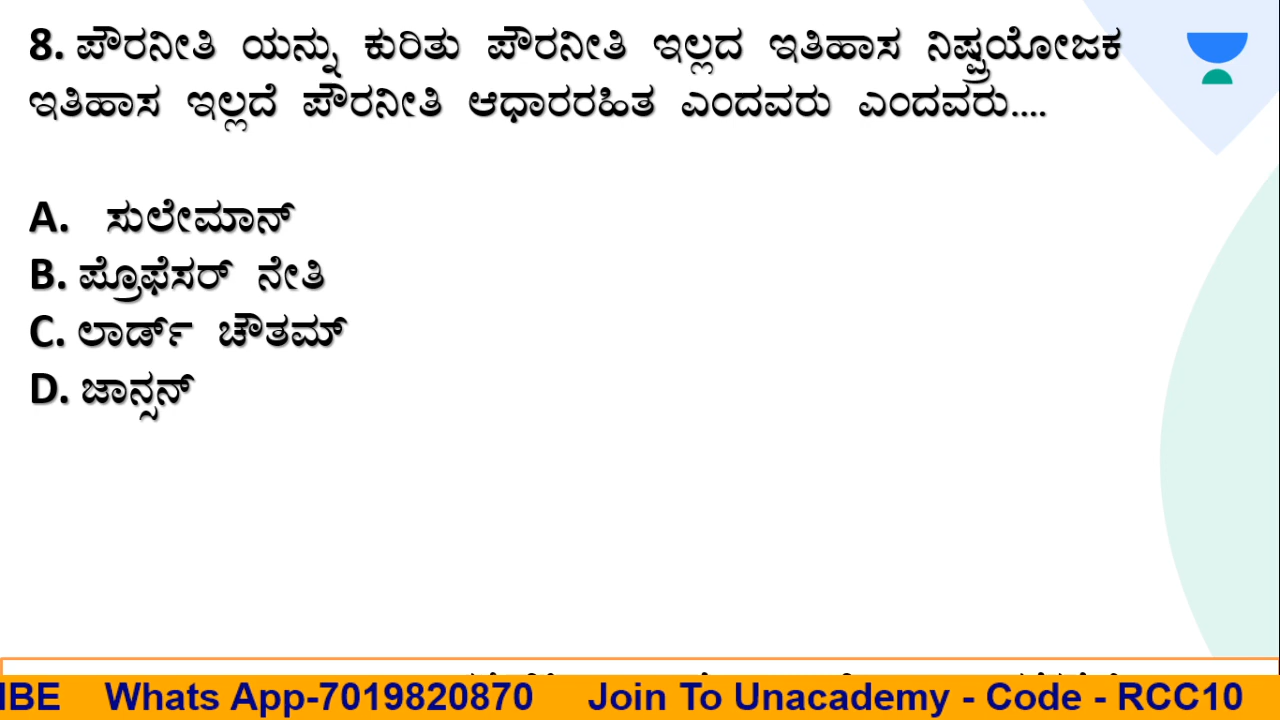 8. ಪೌರನೀತಿ ಯನ್ನು ಕುರಿತು ಪೌರನೀತಿ ಇಲ್ಲದ ಇತಿಹಾಸ ನಿಷ್ಪ್ರಯೋಜಕ
ಇತಿಹಾಸ ಇಲ್ಲದೆ ಪೌರನೀತಿ ಆಧಾರರಹಿತ ಎಂದವರು ಎಂದವರು....
A. ಸುಲೇಮಾನ್
B. ಪ್ರೊಫೆಸರ್ ನೇತಿ
C. ಲಾರ್ಡ್ ಚೌತಮ್
D. ಜಾನ್ಸನ್
IBE Whats App-7019820870 Join To Unacademy - Code - RCC10